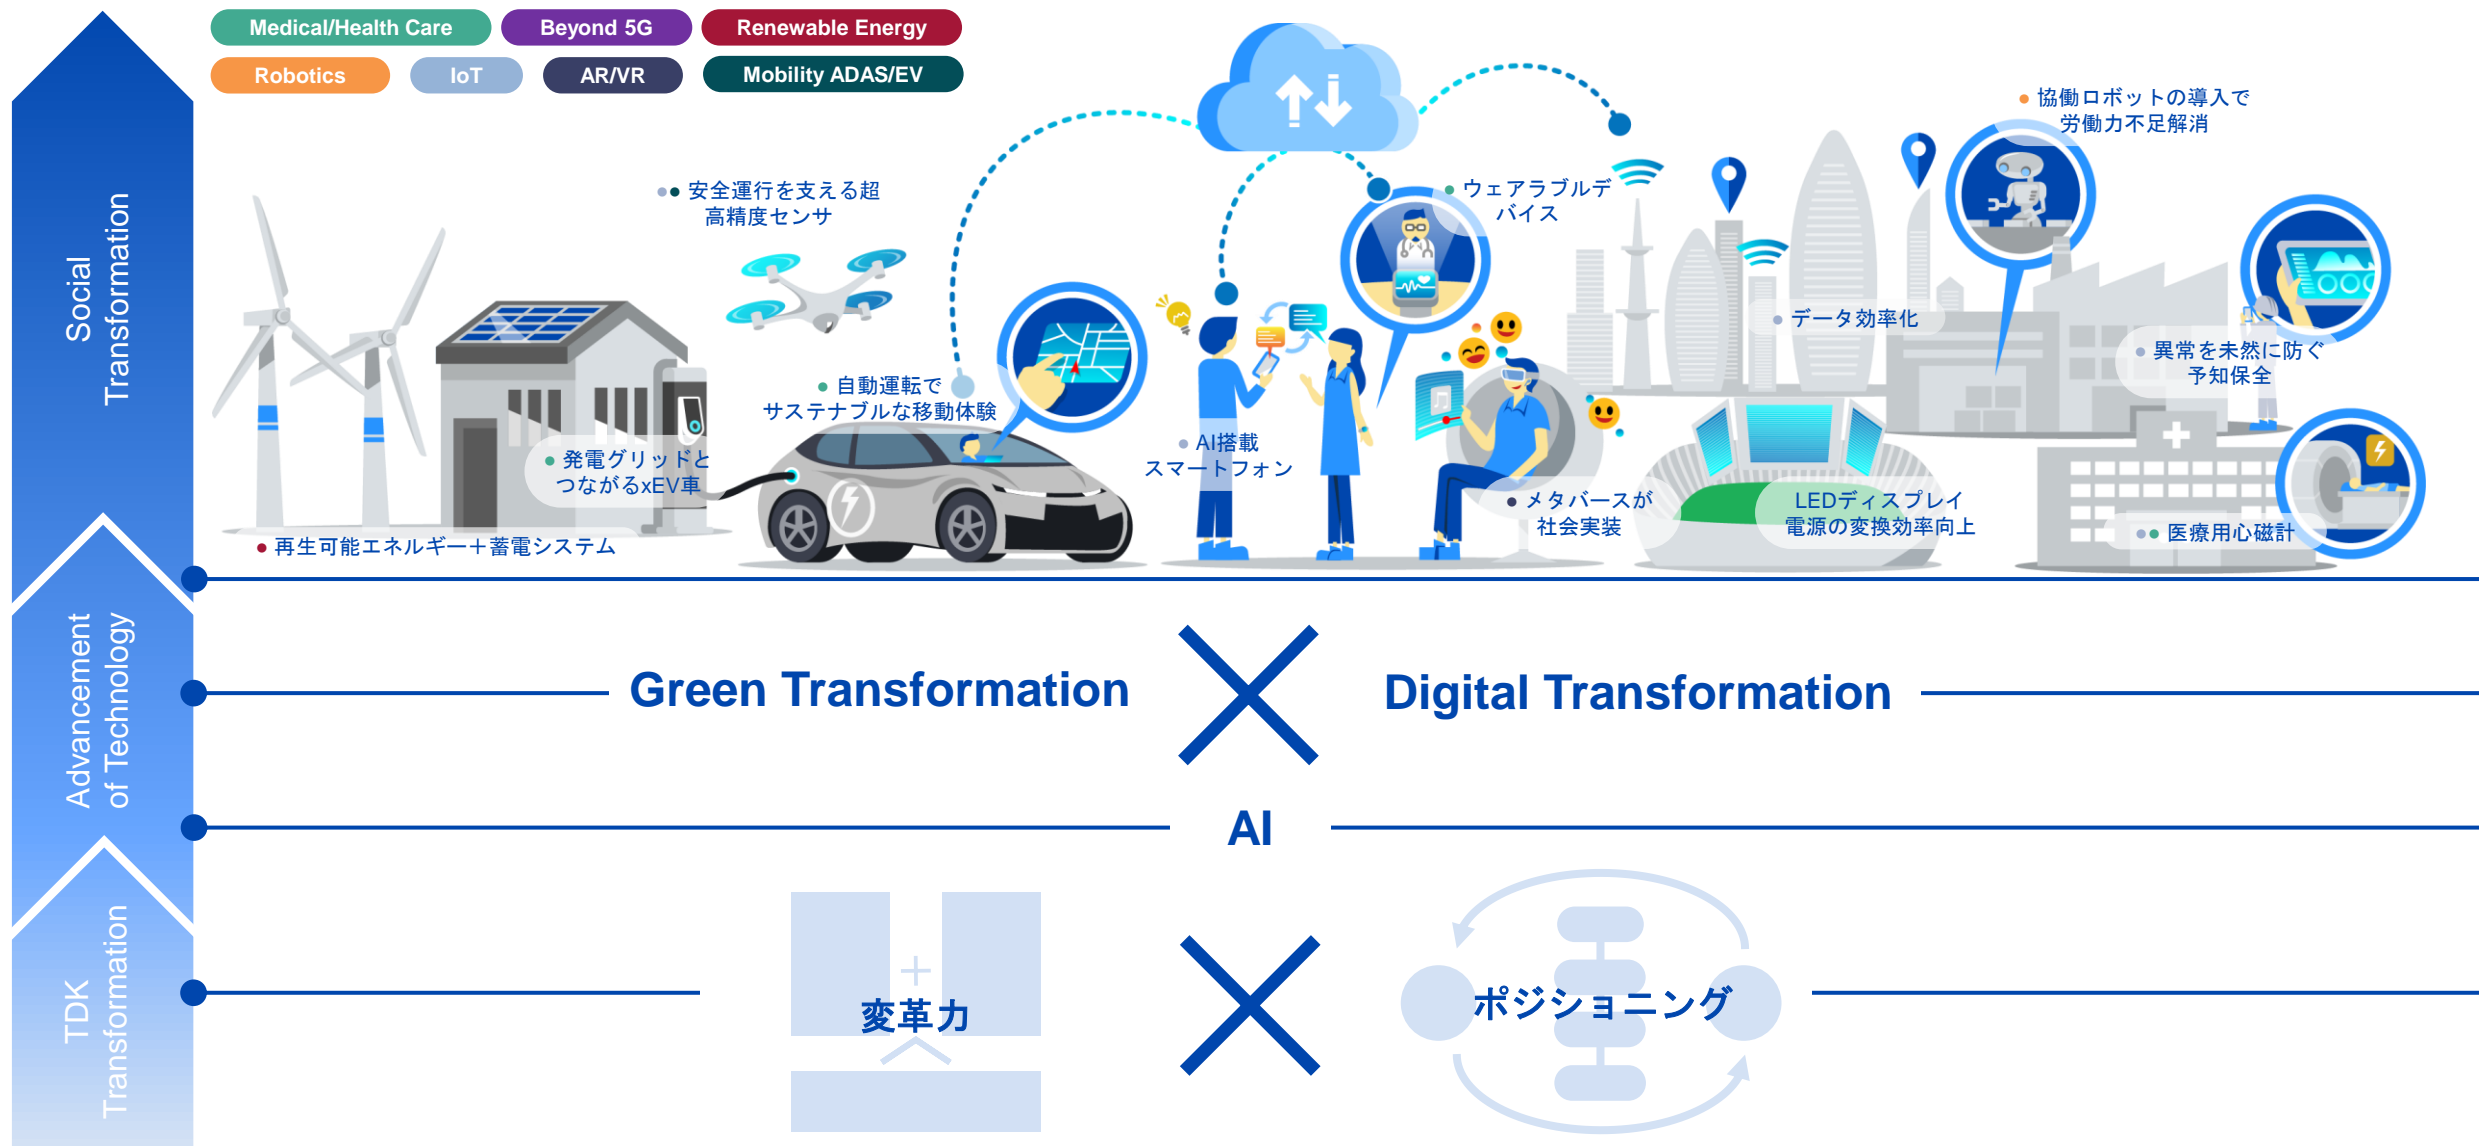 Medical/Health Care
Beyond 5G
Renewable Energy
Robotics
IoT
AR/VR
Mobility ADAS/EV
Social
Transformation
協働ロボットの導入で
労働力不足解消
安全運行を支える超
高精度センサ
ウェアラブルデ
バイス
データ効率化
異常を未然に防ぐ
予知保全
自動運転で
サステナブルな移動体験
AI搭載
スマートフォン
発電グリッドと
つながるxEV車
メタバースが
社会実装
LEDディスプレイ
電源の変換効率向上
医療用心磁計
再生可能エネルギー＋蓄電システム
Advancement
of Technology
Green Transformation
Digital Transformation
AI
TDK
Transformation
変革力
ポジショニング